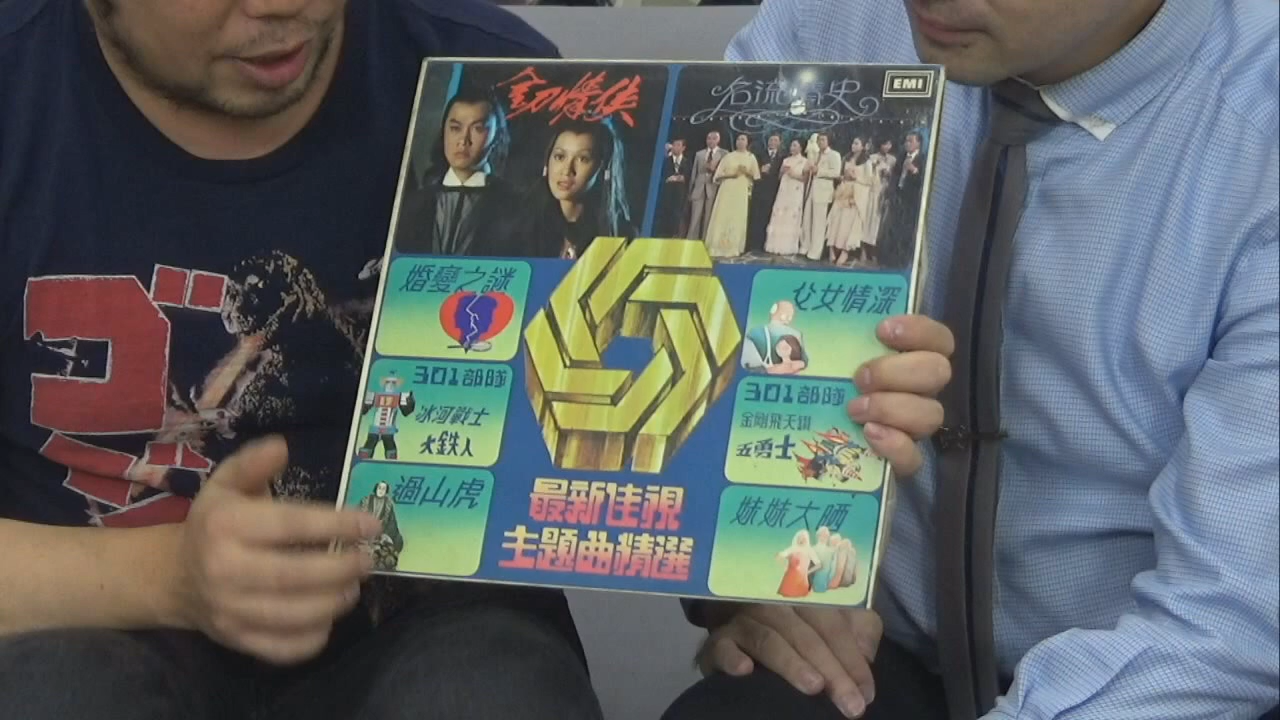 金刀情俠
名流情史
EMI
婚變之謎
父女情深
301部隊
冰河戰士
大鉄人
301部隊
金剛飛天鑽
五勇士
過山虎
妹妹大晒
最新佳視
主題曲精選